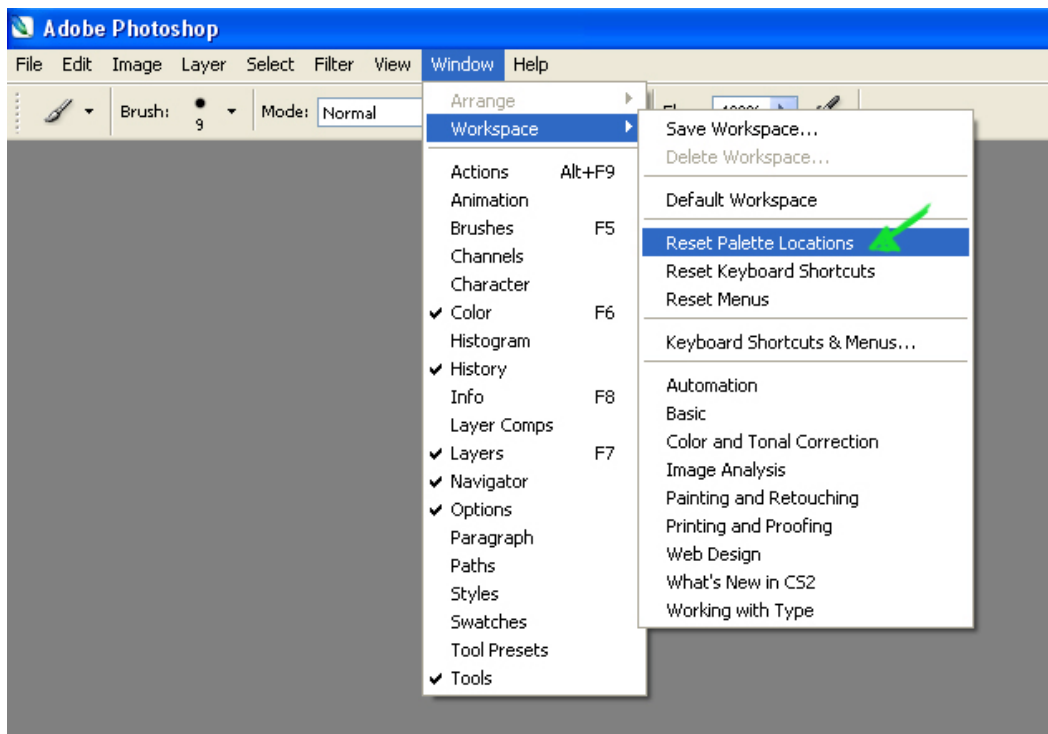 Adobe Photoshop
File Edit Image Layer Select Filter View Window Help
Brush: 9 Mode: Normal
Arrange
Workspace
Actions Alt+F9
Animation
Brushes F5
Channels
Character
Color F6
Histogram
History
Info F8
Layer Comps
Layers F7
Navigator
Options
Paragraph
Paths
Styles
Swatches
Tool Presets
Tools
Save Workspace...
Delete Workspace...
Default Workspace
Reset Palette Locations
Reset Keyboard Shortcuts
Reset Menus
Keyboard Shortcuts & Menus...
Automation
Basic
Color and Tonal Correction
Image Analysis
Painting and Retouching
Printing and Proofing
Web Design
What's New in CS2
Working with Type